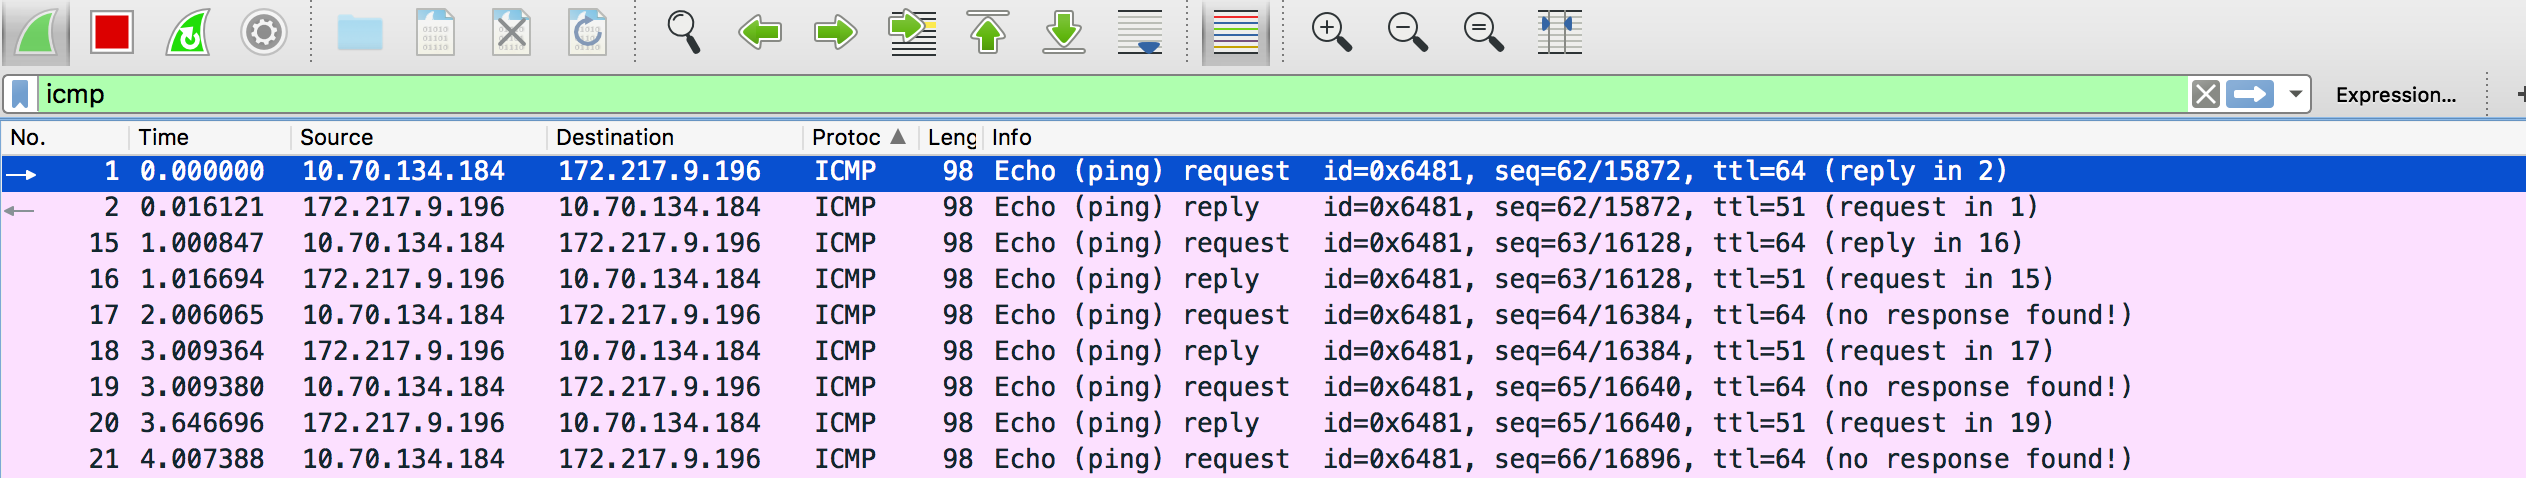 icmp Expression... +
No. Time Source Destination Protoc Leng Info
1 0.000000 10.70.134.184 172.217.9.196 ICMP 98 Echo (ping) request id=0x6481, seq=62/15872, ttl=64 (reply in 2)
2 0.016121 172.217.9.196 10.70.134.184 ICMP 98 Echo (ping) reply id=0x6481, seq=62/15872, ttl=51 (request in 1)
15 1.000847 10.70.134.184 172.217.9.196 ICMP 98 Echo (ping) request id=0x6481, seq=63/16128, ttl=64 (reply in 16)
16 1.016694 172.217.9.196 10.70.134.184 ICMP 98 Echo (ping) reply id=0x6481, seq=63/16128, ttl=51 (request in 15)
17 2.006065 10.70.134.184 172.217.9.196 ICMP 98 Echo (ping) request id=0x6481, seq=64/16384, ttl=64 (no response found!)
18 3.009364 172.217.9.196 10.70.134.184 ICMP 98 Echo (ping) reply id=0x6481, seq=64/16384, ttl=51 (request in 17)
19 3.009380 10.70.134.184 172.217.9.196 ICMP 98 Echo (ping) request id=0x6481, seq=65/16640, ttl=64 (no response found!)
20 3.646696 172.217.9.196 10.70.134.184 ICMP 98 Echo (ping) reply id=0x6481, seq=65/16640, ttl=51 (request in 19)
21 4.007388 10.70.134.184 172.217.9.196 ICMP 98 Echo (ping) request id=0x6481, seq=66/16896, ttl=64 (no response found!)